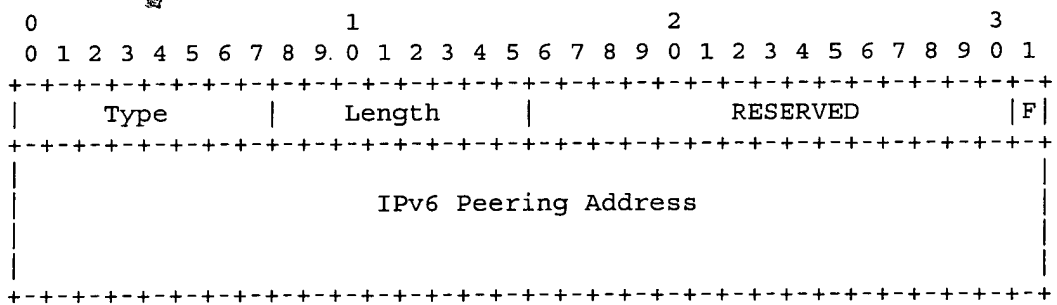 0                   1                   2                   3
0 1 2 3 4 5 6 7 8 9. 0 1 2 3 4 5 6 7 8 9 0 1 2 3 4 5 6 7 8 9 0 1
+-+-+-+-+-+-+-+-+-+-+-+-+-+-+-+-+-+-+-+-+-+-+-+-+-+-+-+-+-+-+-+-+
| Type | Length | RESERVED |F|
+-+-+-+-+-+-+-+-+-+-+-+-+-+-+-+-+-+-+-+-+-+-+-+-+-+-+-+-+-+-+-+-+
| IPv6 Peering Address |
+-+-+-+-+-+-+-+-+-+-+-+-+-+-+-+-+-+-+-+-+-+-+-+-+-+-+-+-+-+-+-+-+